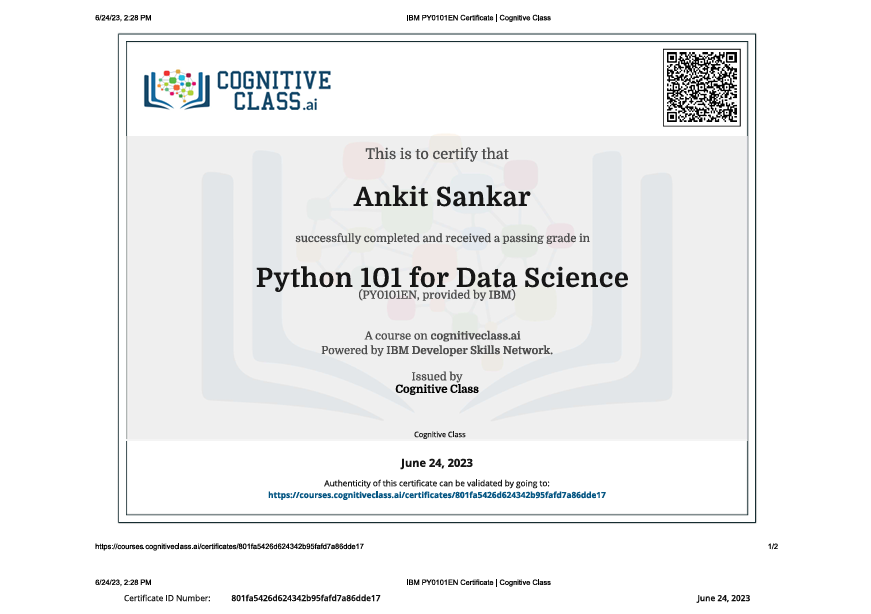 6/24/23, 2:28 PM IBM PY0101EN Certificate | Cognitive Class
COGNITIVE
CLASS.ai
This is to certify that
Ankit Sankar
successfully completed and received a passing grade in
Python 101 for Data Science
(PY0101EN, provided by IBM)
A course on cognitiveclass.ai
Powered by IBM Developer Skills Network.
Issued by
Cognitive Class
Cognitive Class
June 24, 2023
Authenticity of this certificate can be validated by going to:
https://courses.cognitiveclass.ai/certificates/801fa5426d624342b95fafd7a86dde17
https://courses.cognitiveclass.ai/certificates/801fa5426d624342b95fafd7a86dde17 1/2
6/24/23, 2:28 PM IBM PY0101EN Certificate | Cognitive Class
Certificate ID Number: 801fa5426d624342b95fafd7a86dde17 June 24, 2023